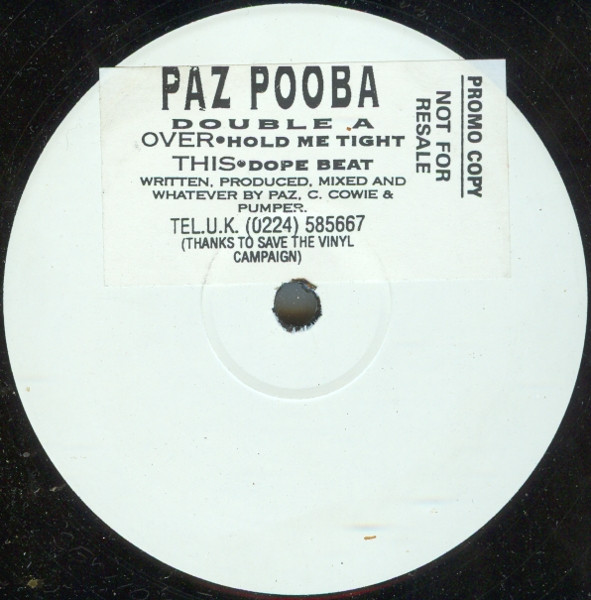 PAZ POOBA
DOUBLE A
OVER•HOLD ME TIGHT
THIS•DOPE BEAT
WRITTEN, PRODUCED, MIXED AND
WHATEVER BY PAZ, C. COWIE &
PUMPER.
TEL.U.K. (0224) 585667
(THANKS TO SAVE THE VINYL
CAMPAIGN)
PROMO COPY
NOT FOR
RESALE